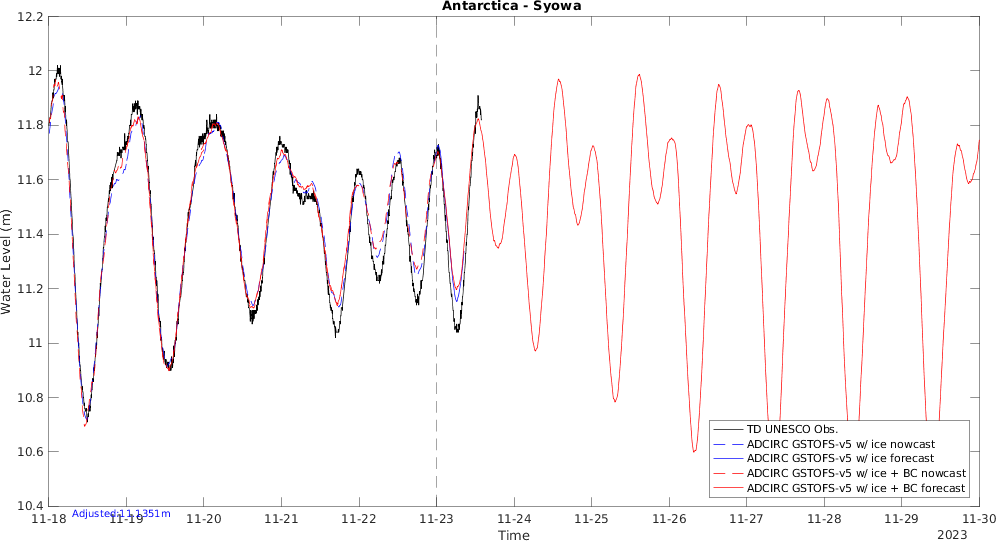 Antarctica - Syowa
12.2
12
11.8
11.6
11.4
11.2
11
10.8
10.6
10.4
Water Level (m)
TD UNESCO Obs.
ADCIRC GSTOFS-v5 w/ ice nowcast
ADCIRC GSTOFS-v5 w/ ice forecast
ADCIRC GSTOFS-v5 w/ ice + BC nowcast
ADCIRC GSTOFS-v5 w/ ice + BC forecast
11-18 11-19 11-20 11-21 11-22 11-23 11-24 11-25 11-26 11-27 11-28 11-29 11-30
Adjusted:11.1351m
Time
2023